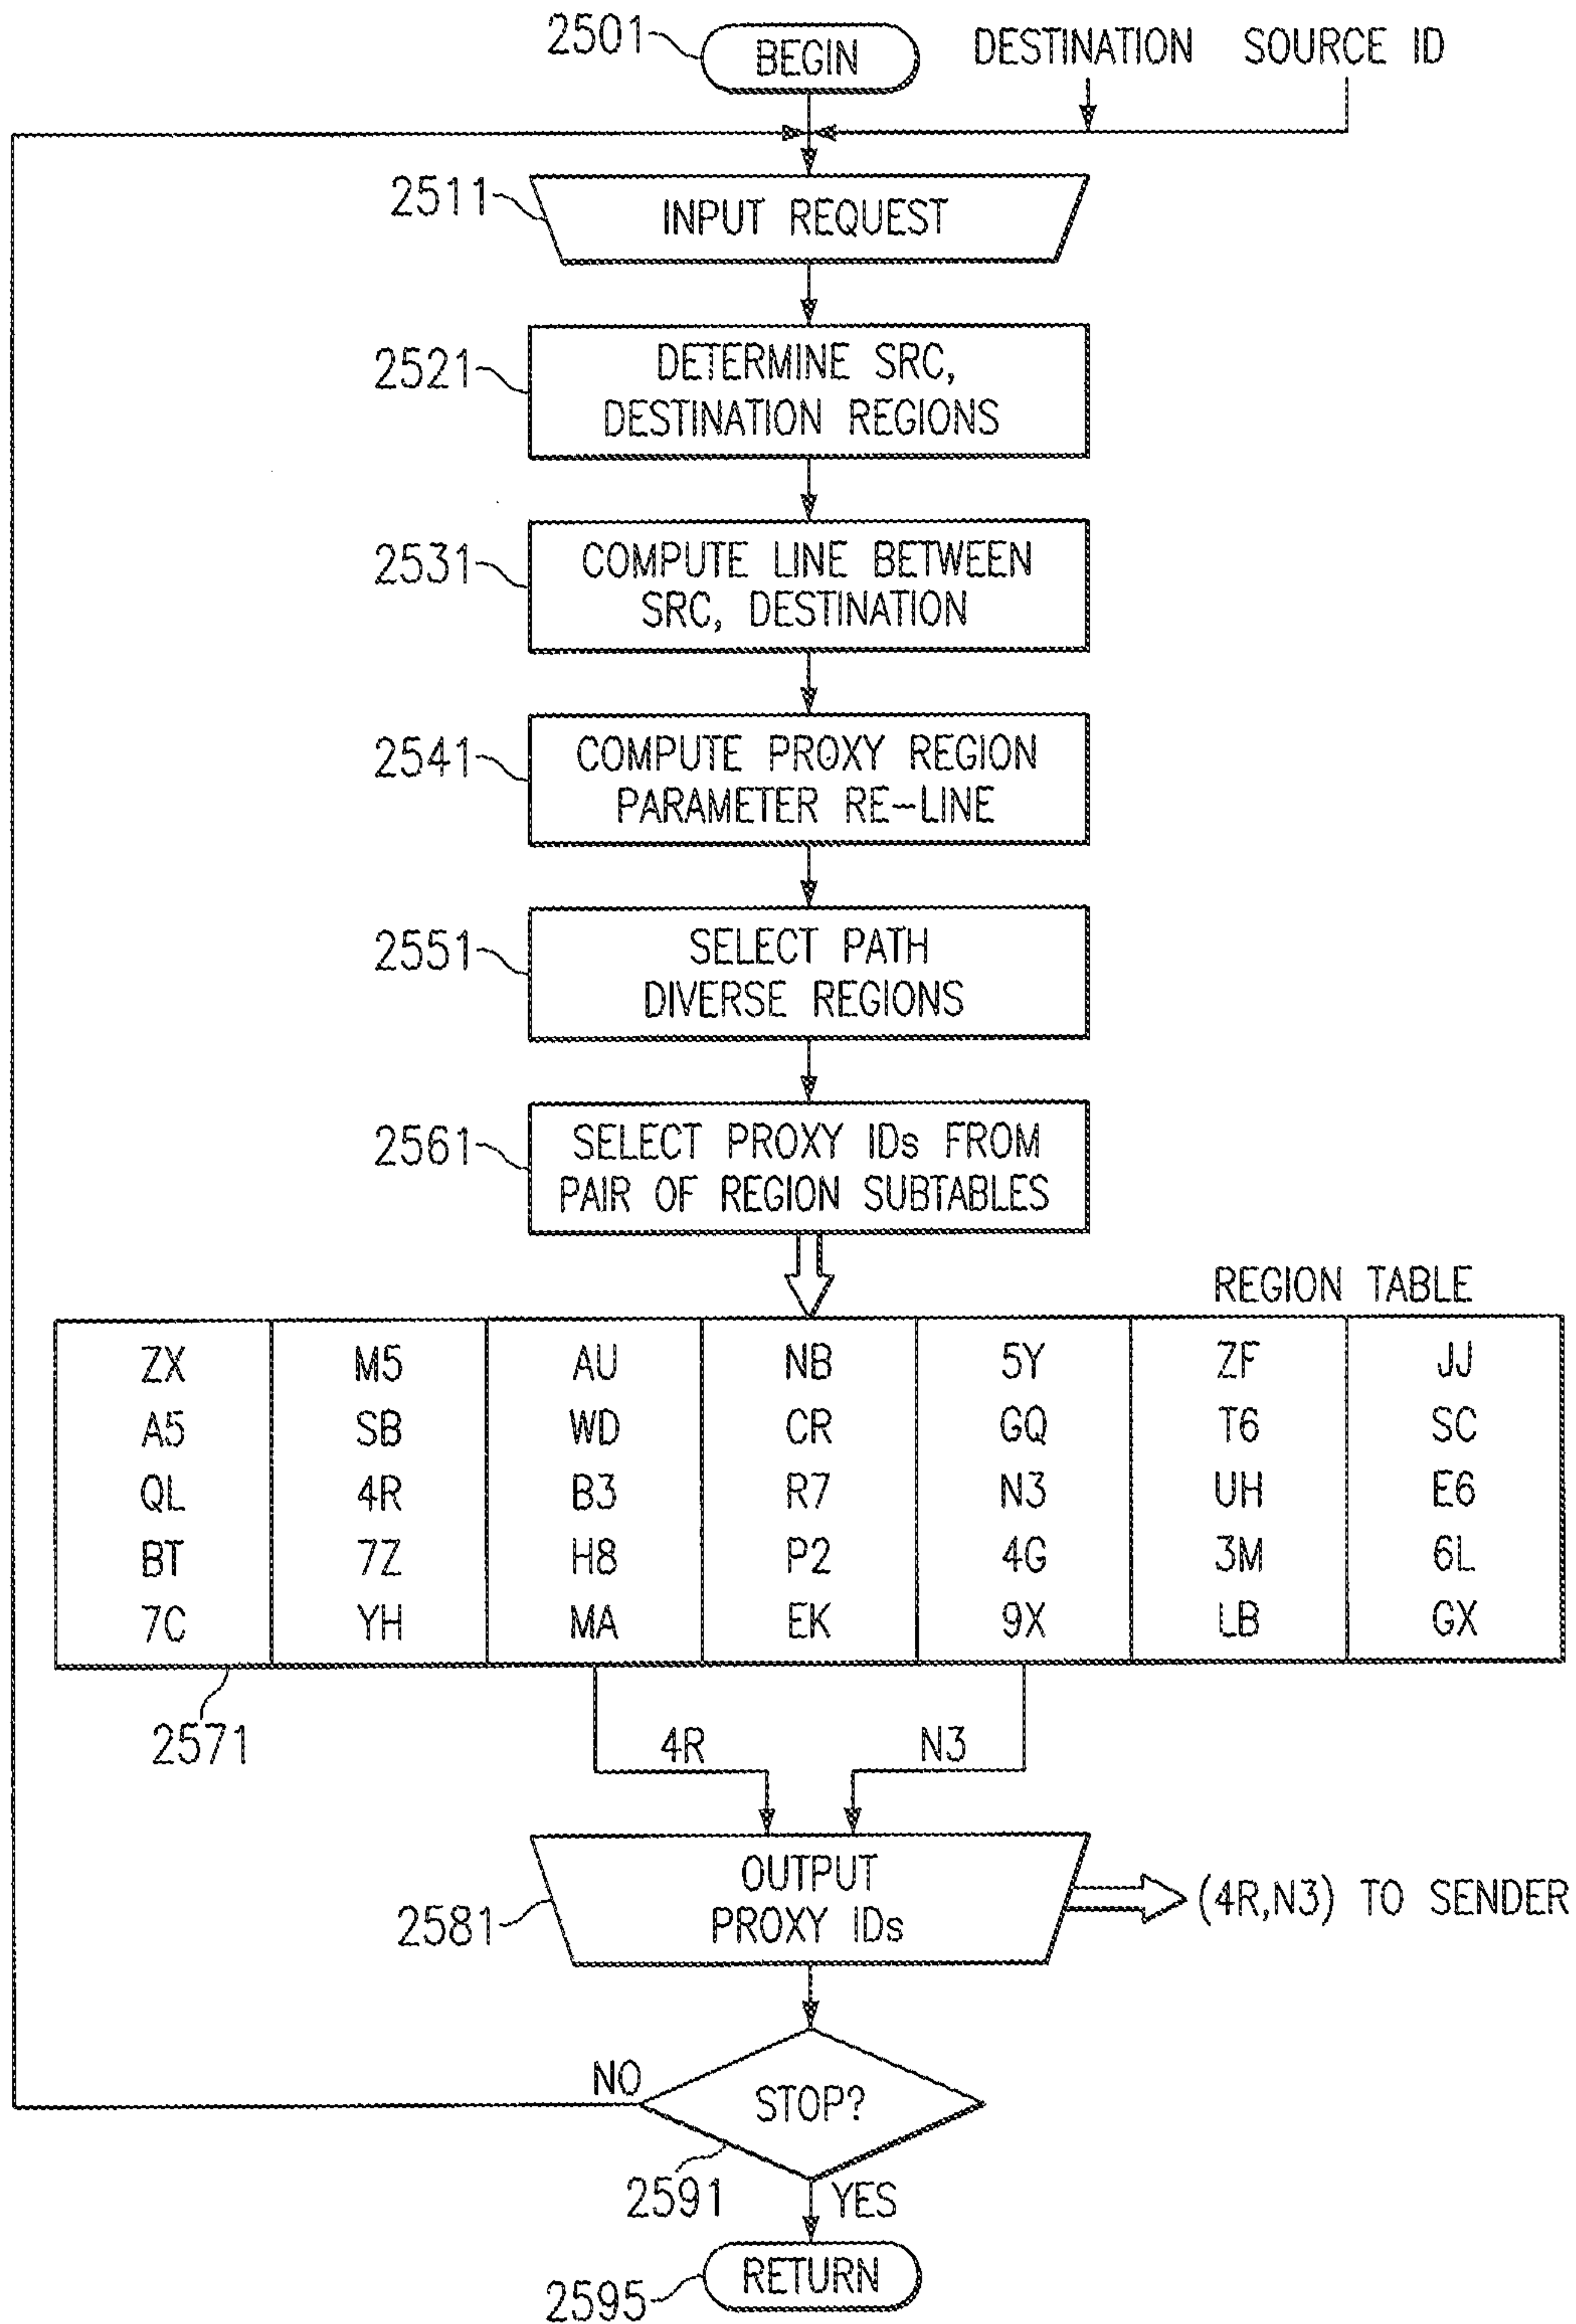 2501
BEGIN
DESTINATION SOURCE ID
2511
INPUT REQUEST
2521
DETERMINE SRC,
DESTINATION REGIONS
2531
COMPUTE LINE BETWEEN
SRC, DESTINATION
2541
COMPUTE PROXY REGION
PARAMETER RE-LINE
2551
SELECT PATH
DIVERSE REGIONS
2561
SELECT PROXY IDs FROM
PAIR OF REGION SUBTABLES
REGION TABLE
ZX M5 AU NB 5Y ZF JJ
A5 SB WD CR GQ T6 SC
QL 4R B3 R7 N3 UH E6
BT 7Z H8 P2 4G 3M 6L
7C YH MA EK 9X LB GX
2571
4R N3
2581
OUTPUT
PROXY IDs
(4R,N3) TO SENDER
NO
STOP?
2591
YES
2595
RETURN